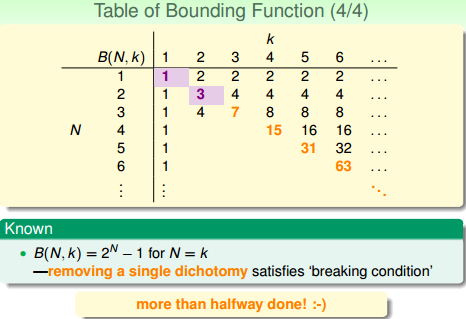 Table of Bounding Function (4/4)
k
B(N, k) 1 2 3 4 5 6 ...
1 1 2 2 2 2 2 ...
2 1 3 4 4 4 4 ...
3 1 4 7 8 8 8 ...
N 4 1 15 16 16 ...
5 1 31 32 ...
6 1 63 ...
⋮ ⋮ ⋱
Known
• B(N, k) = 2^N − 1 for N = k
—removing a single dichotomy satisfies ‘breaking condition’
more than halfway done! :-)